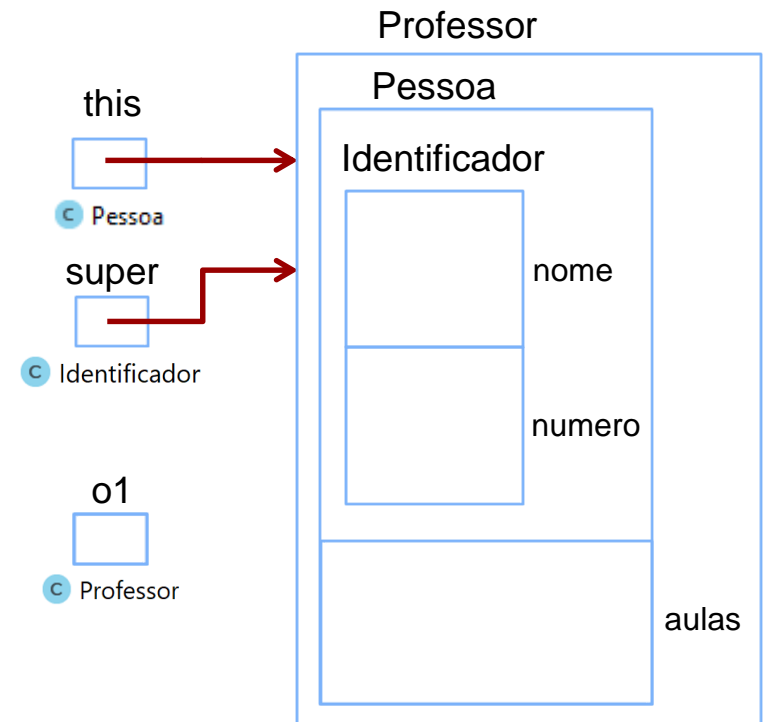 Professor
Pessoa
this
Identificador
C Pessoa
super
nome
C Identificador
numero
o1
C Professor
aulas